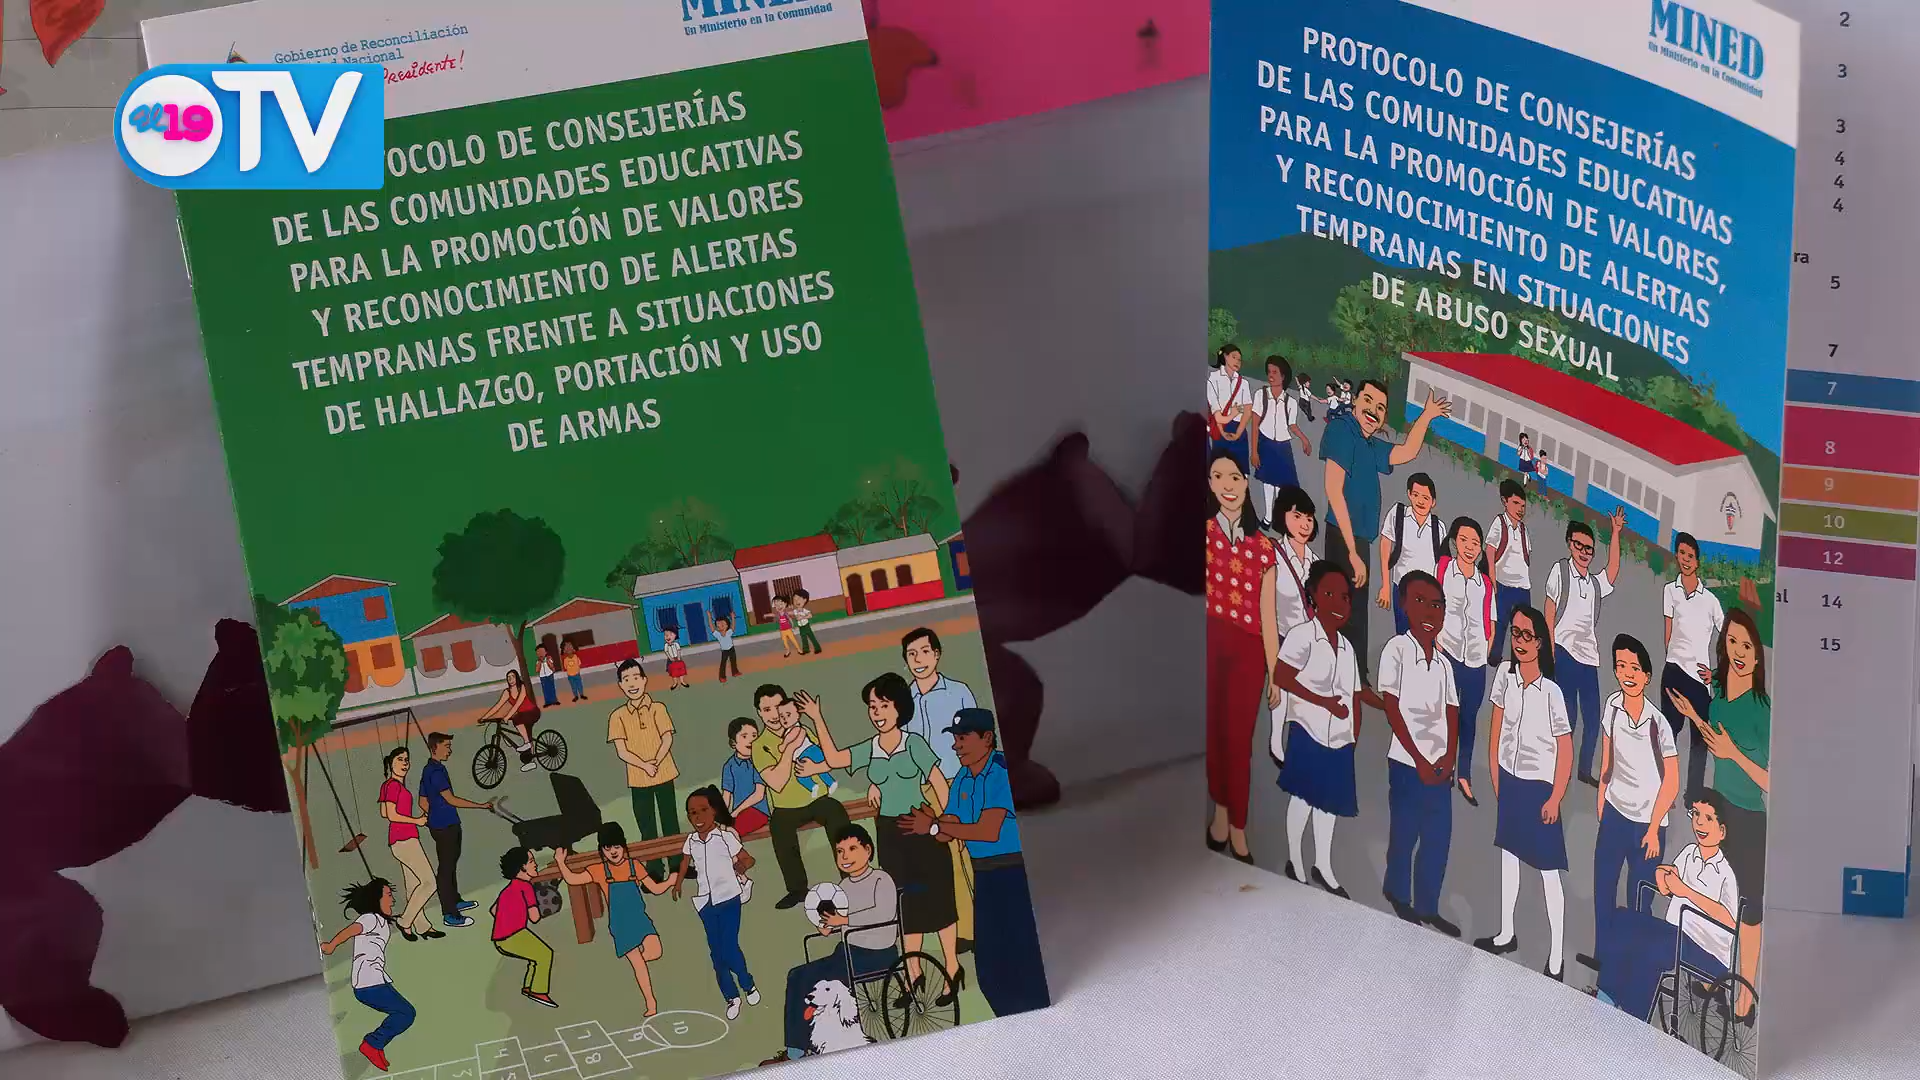 Gobierno de Reconciliación
Nacional
Presidente!
Un Ministerio en la Comunidad
19
TV
DE CONSEJERÍAS
DE LAS COMUNIDADES EDUCATIVAS
PARA LA PROMOCIÓN DE VALORES
Y RECONOCIMIENTO DE ALERTAS
TEMPRANAS FRENTE A SITUACIONES
DE HALLAZGO, PORTACIÓN Y USO
DE ARMAS
MINED
Un Ministerio en la Comunidad
PROTOCOLO DE CONSEJERÍAS
DE LAS COMUNIDADES EDUCATIVAS
PARA LA PROMOCIÓN DE VALORES,
Y RECONOCIMIENTO DE ALERTAS
TEMPRANAS EN SITUACIONES
DE ABUSO SEXUAL
2
3
3
4
4
4
ra
5
7
7
8
9
10
12
al 14
15
1